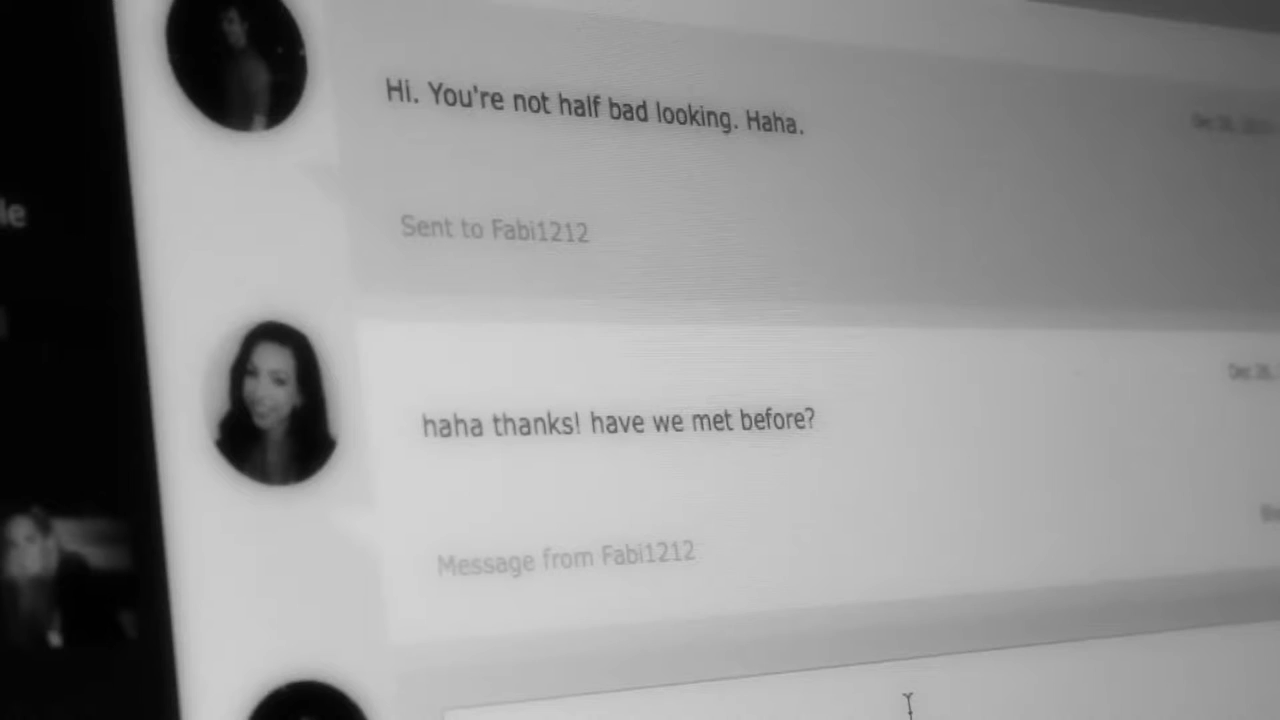 Hi. You're not half bad looking. Haha.
Sent to Fabi1212
le
haha thanks! have we met before?
Message from Fabi1212